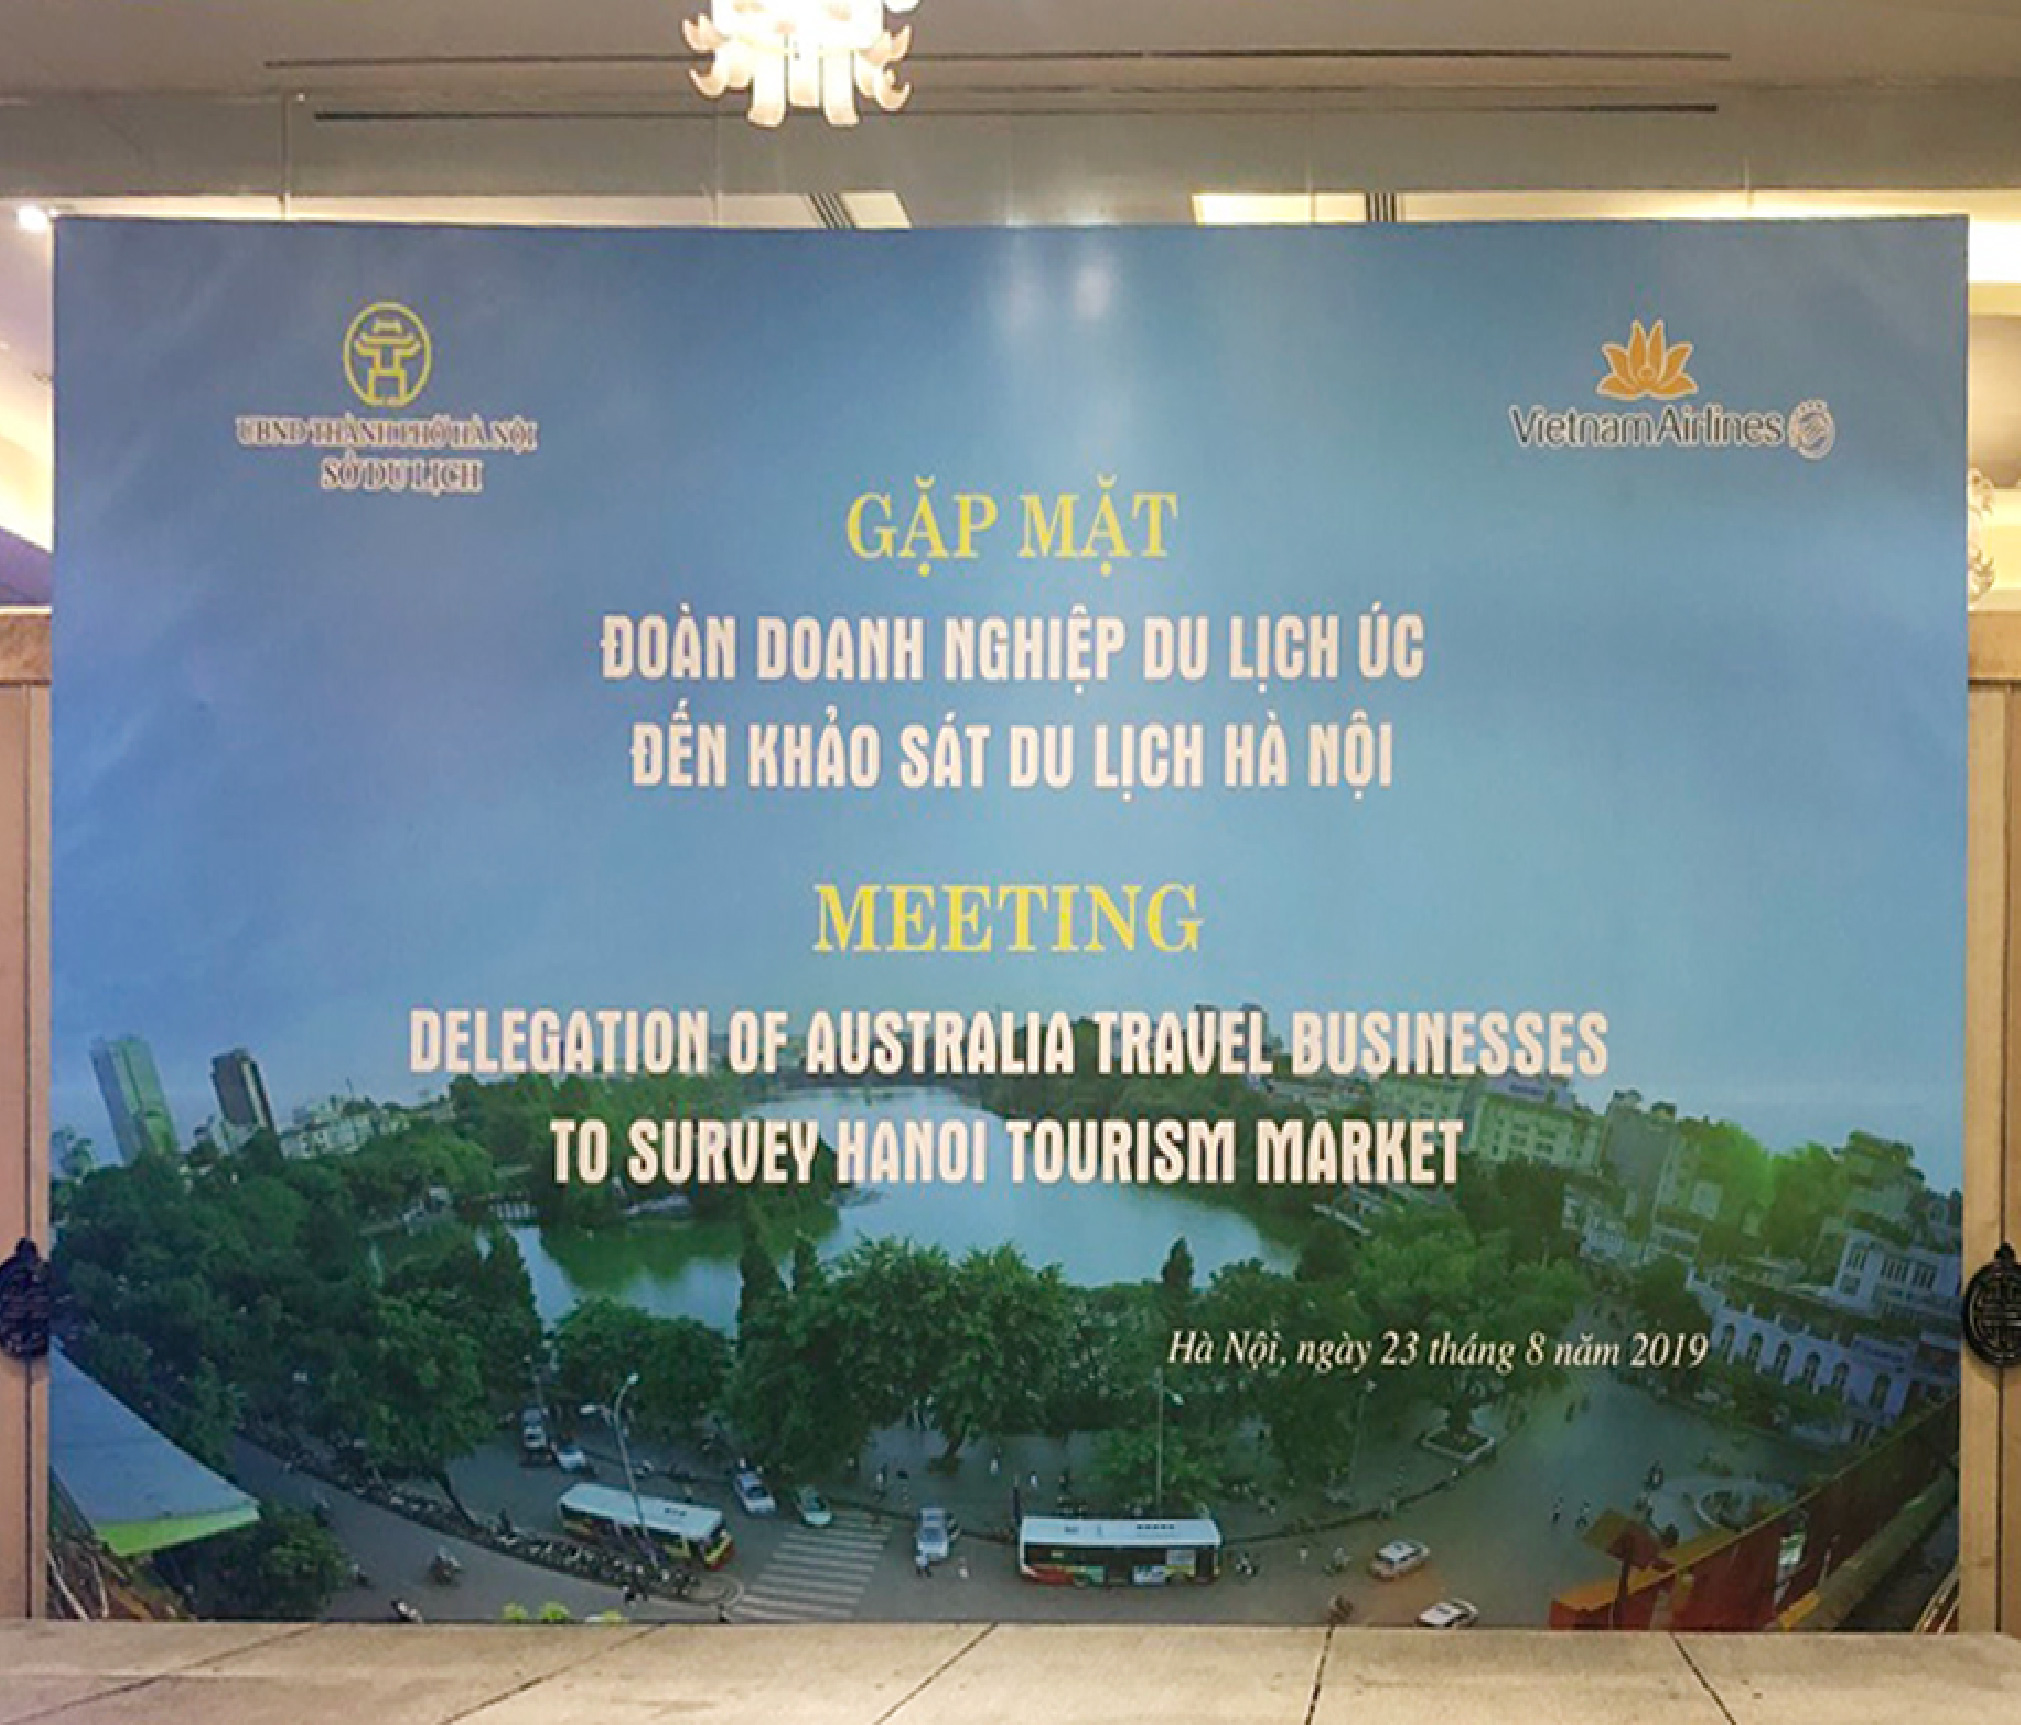 UBND THÀNH PHỐ HÀ NỘI
SỞ DU LỊCH
Vietnam Airlines
GẶP MẶT
ĐOÀN DOANH NGHIỆP DU LỊCH ÚC
ĐẾN KHẢO SÁT DU LỊCH HÀ NỘI
MEETING
DELEGATION OF AUSTRALIA TRAVEL BUSINESSES
TO SURVEY HANOI TOURISM MARKET
Hà Nội, ngày 23 tháng 8 năm 2019